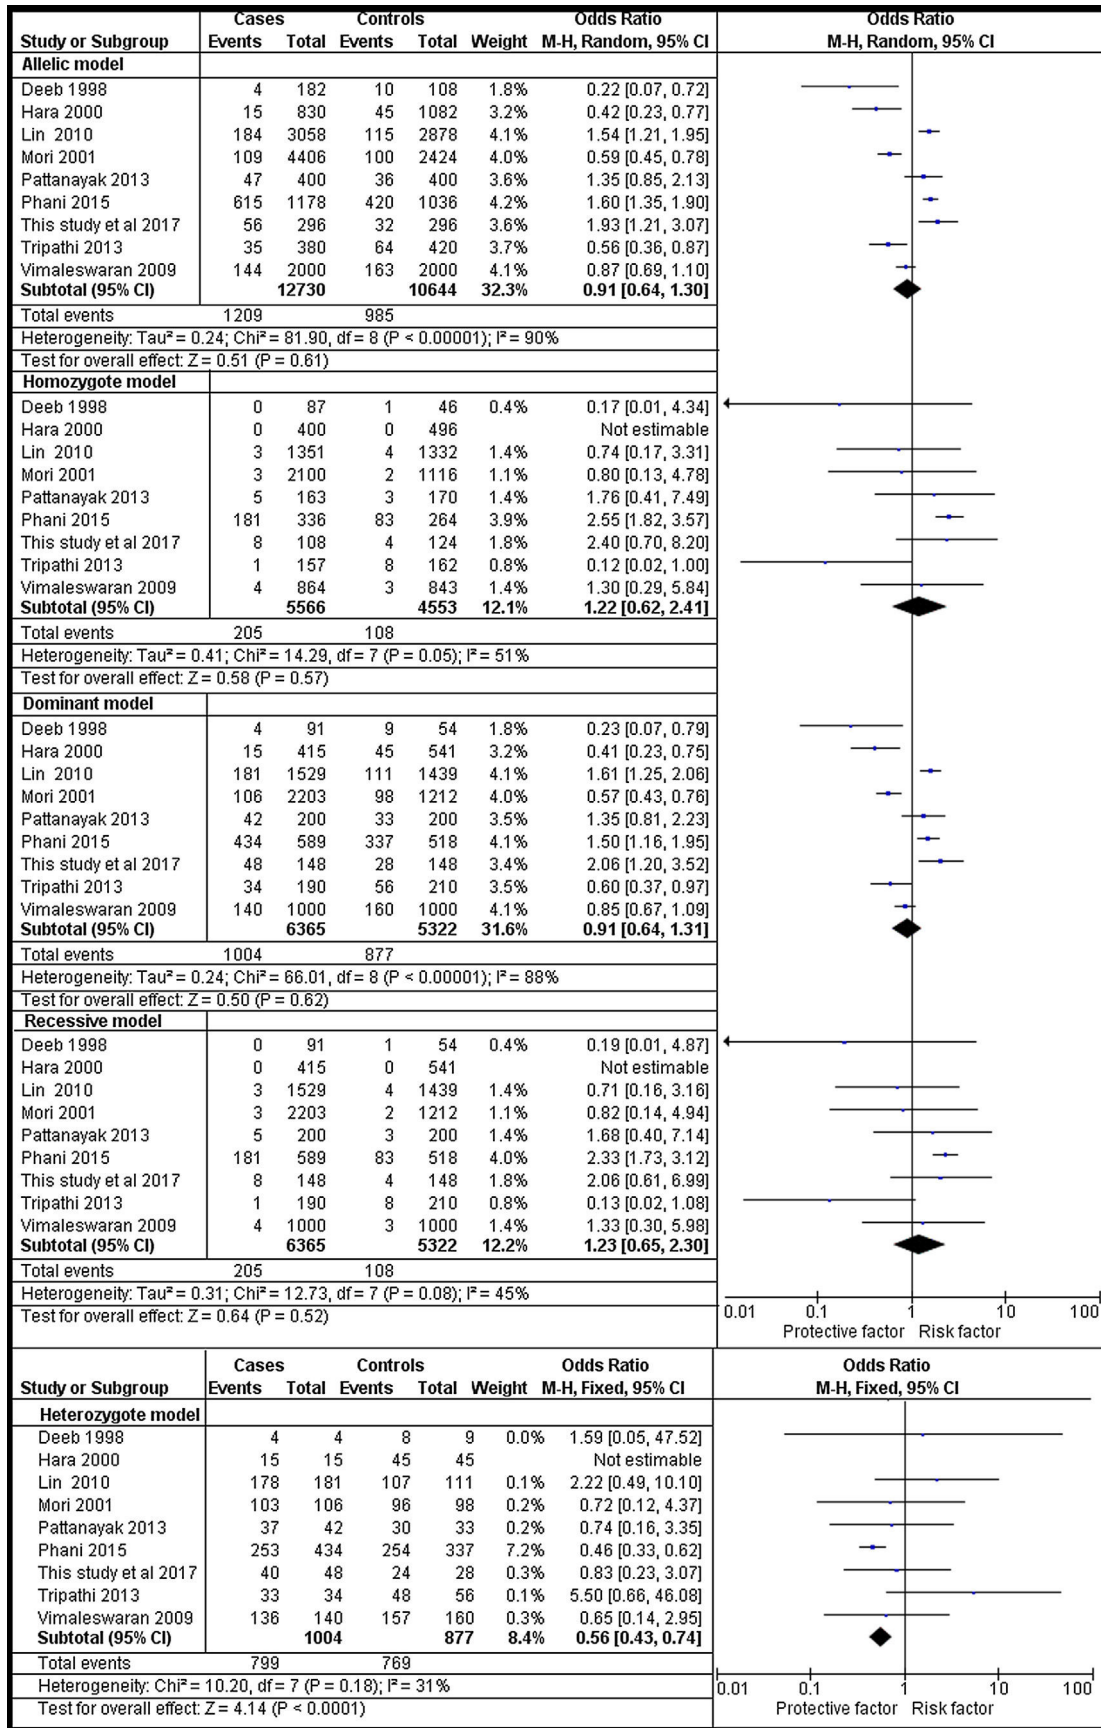 Cases Controls Odds Ratio Odds Ratio
Study or Subgroup Events Total Events Total Weight M-H, Random, 95% CI M-H, Random, 95% CI
Allelic model
Deeb 1998 4 182 10 108 1.8% 0.22 [0.07, 0.72]
Hara 2000 15 830 45 1082 3.2% 0.42 [0.23, 0.77]
Lin 2010 184 3058 115 2878 4.1% 1.54 [1.21, 1.95]
Mori 2001 109 4406 100 2424 4.0% 0.59 [0.45, 0.78]
Pattanayak 2013 47 400 36 400 3.6% 1.35 [0.85, 2.13]
Phani 2015 615 1178 420 1036 4.2% 1.60 [1.35, 1.90]
This study et al 2017 56 296 32 296 3.6% 1.93 [1.21, 3.07]
Tripathi 2013 35 380 64 420 3.7% 0.56 [0.36, 0.87]
Vimaleswaran 2009 144 2000 163 2000 4.1% 0.87 [0.69, 1.10]
Subtotal (95% CI) 12730 10644 32.3% 0.91 [0.64, 1.30]
Total events 1209 985
Heterogeneity: Tau² = 0.24; Chi² = 81.90, df = 8 (P < 0.00001); I² = 90%
Test for overall effect: Z = 0.51 (P = 0.61)
Homozygote model
Deeb 1998 0 87 1 46 0.4% 0.17 [0.01, 4.34]
Hara 2000 0 400 0 496 Not estimable
Lin 2010 3 1351 4 1332 1.4% 0.74 [0.17, 3.31]
Mori 2001 3 2100 2 1116 1.1% 0.80 [0.13, 4.78]
Pattanayak 2013 5 163 3 170 1.4% 1.76 [0.41, 7.49]
Phani 2015 181 336 83 264 3.9% 2.55 [1.82, 3.57]
This study et al 2017 8 108 4 124 1.8% 2.40 [0.70, 8.20]
Tripathi 2013 1 157 8 162 0.8% 0.12 [0.02, 1.00]
Vimaleswaran 2009 4 864 3 843 1.4% 1.30 [0.29, 5.84]
Subtotal (95% CI) 5566 4553 12.1% 1.22 [0.62, 2.41]
Total events 205 108
Heterogeneity: Tau² = 0.41; Chi² = 14.29, df = 7 (P = 0.05); I² = 51%
Test for overall effect: Z = 0.58 (P = 0.57)
Dominant model
Deeb 1998 4 91 9 54 1.8% 0.23 [0.07, 0.79]
Hara 2000 15 415 45 541 3.2% 0.41 [0.23, 0.75]
Lin 2010 181 1529 111 1439 4.1% 1.61 [1.25, 2.06]
Mori 2001 106 2203 98 1212 4.0% 0.57 [0.43, 0.76]
Pattanayak 2013 42 200 33 200 3.5% 1.35 [0.81, 2.23]
Phani 2015 434 589 337 518 4.1% 1.50 [1.16, 1.95]
This study et al 2017 48 148 28 148 3.4% 2.06 [1.20, 3.52]
Tripathi 2013 34 190 56 210 3.5% 0.60 [0.37, 0.97]
Vimaleswaran 2009 140 1000 160 1000 4.1% 0.85 [0.67, 1.09]
Subtotal (95% CI) 6365 5322 31.6% 0.91 [0.64, 1.31]
Total events 1004 877
Heterogeneity: Tau² = 0.24; Chi² = 66.01, df = 8 (P < 0.00001); I² = 88%
Test for overall effect: Z = 0.50 (P = 0.62)
Recessive model
Deeb 1998 0 91 1 54 0.4% 0.19 [0.01, 4.87]
Hara 2000 0 415 0 541 Not estimable
Lin 2010 3 1529 4 1439 1.4% 0.71 [0.16, 3.16]
Mori 2001 3 2203 2 1212 1.1% 0.82 [0.14, 4.94]
Pattanayak 2013 5 200 3 200 1.4% 1.68 [0.40, 7.14]
Phani 2015 181 589 83 518 4.0% 2.33 [1.73, 3.12]
This study et al 2017 8 148 4 148 1.8% 2.06 [0.61, 6.99]
Tripathi 2013 1 190 8 210 0.8% 0.13 [0.02, 1.08]
Vimaleswaran 2009 4 1000 3 1000 1.4% 1.33 [0.30, 5.98]
Subtotal (95% CI) 6365 5322 12.2% 1.23 [0.65, 2.30]
Total events 205 108
Heterogeneity: Tau² = 0.31; Chi² = 12.73, df = 7 (P = 0.08); I² = 45%
Test for overall effect: Z = 0.64 (P = 0.52)
0.01 0.1 1 10 100
Protective factor Risk factor
Cases Controls Odds Ratio Odds Ratio
Study or Subgroup Events Total Events Total Weight M-H, Fixed, 95% CI M-H, Fixed, 95% CI
Heterozygote model
Deeb 1998 4 4 8 9 0.0% 1.59 [0.05, 47.52]
Hara 2000 15 15 45 45 Not estimable
Lin 2010 178 181 107 111 0.1% 2.22 [0.49, 10.10]
Mori 2001 103 106 96 98 0.2% 0.72 [0.12, 4.37]
Pattanayak 2013 37 42 30 33 0.2% 0.74 [0.16, 3.35]
Phani 2015 253 434 254 337 7.2% 0.46 [0.33, 0.62]
This study et al 2017 40 48 24 28 0.3% 0.83 [0.23, 3.07]
Tripathi 2013 33 34 48 56 0.1% 5.50 [0.66, 46.08]
Vimaleswaran 2009 136 140 157 160 0.3% 0.65 [0.14, 2.95]
Subtotal (95% CI) 1004 877 8.4% 0.56 [0.43, 0.74]
Total events 799 769
Heterogeneity: Chi² = 10.20, df = 7 (P = 0.18); I² = 31%
Test for overall effect: Z = 4.14 (P < 0.0001)
0.01 0.1 1 10 100
Protective factor Risk factor